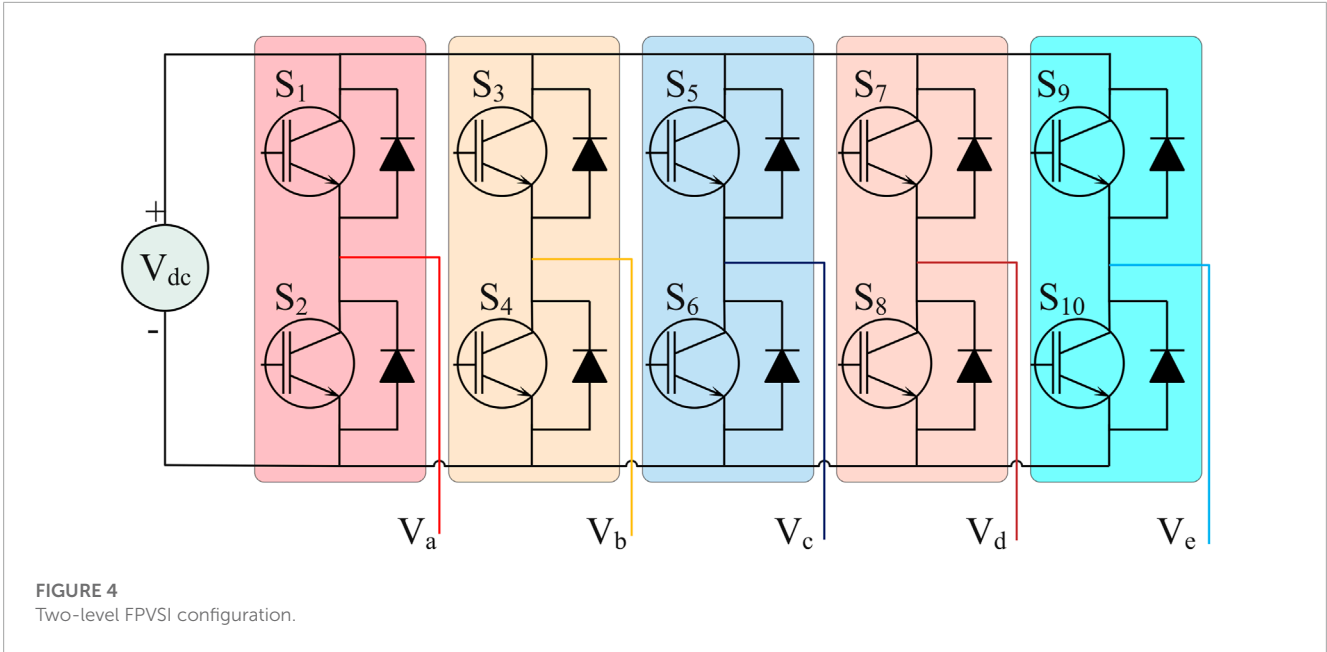 S1 S3 S5 S7 S9
+
Vdc
-
S2 S4 S6 S8 S10
Va Vb Vc Vd Ve
FIGURE 4
Two-level FPVSI configuration.